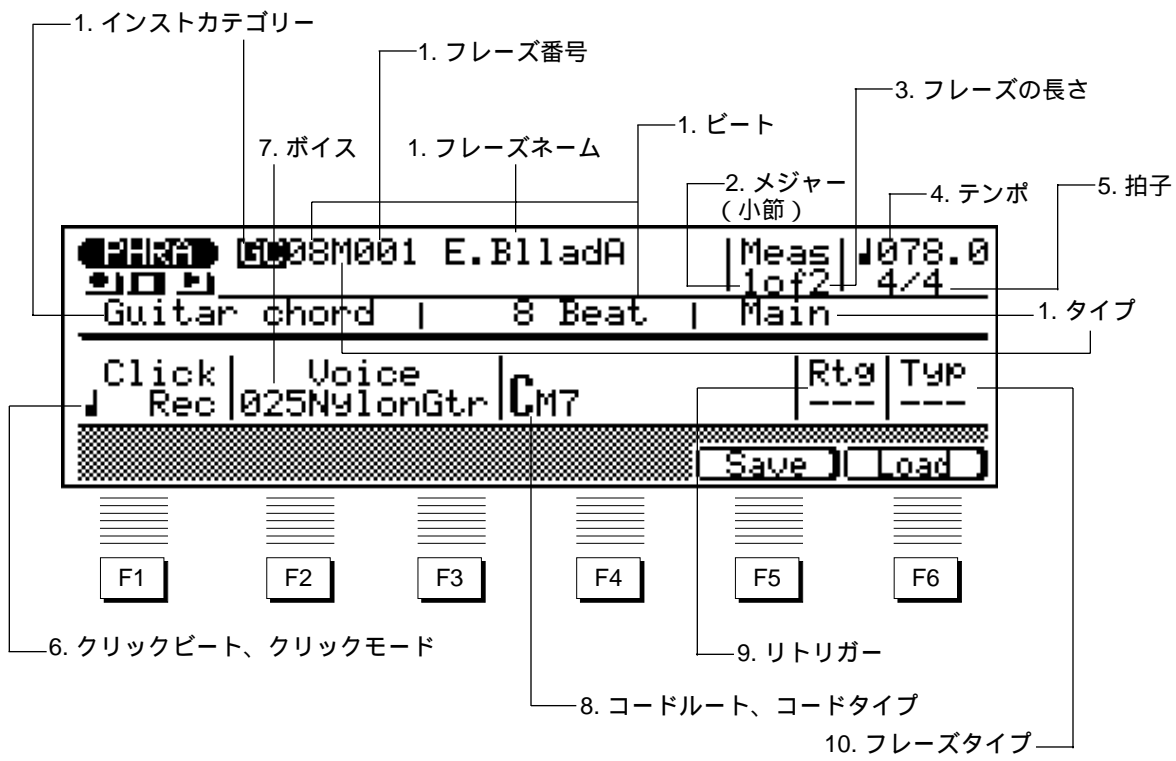 1. インストカテゴリー
1. フレーズ番号
3. フレーズの長さ
1. ビート
7. ボイス
1. フレーズネーム
2. メジャー
（小節）
4. テンポ
5. 拍子
PHRA GC08M001 E.BlladA Meas ♩078.0
1of2 4/4
Guitar chord 8 Beat Main
1. タイプ
Click Voice Rtg Typ
♩ Rec 025NylonGtr CM7 --- ---
Save Load
F1 F2 F3 F4 F5 F6
6. クリックビート、クリックモード
9. リトリガー
8. コードルート、コードタイプ
10. フレーズタイプ